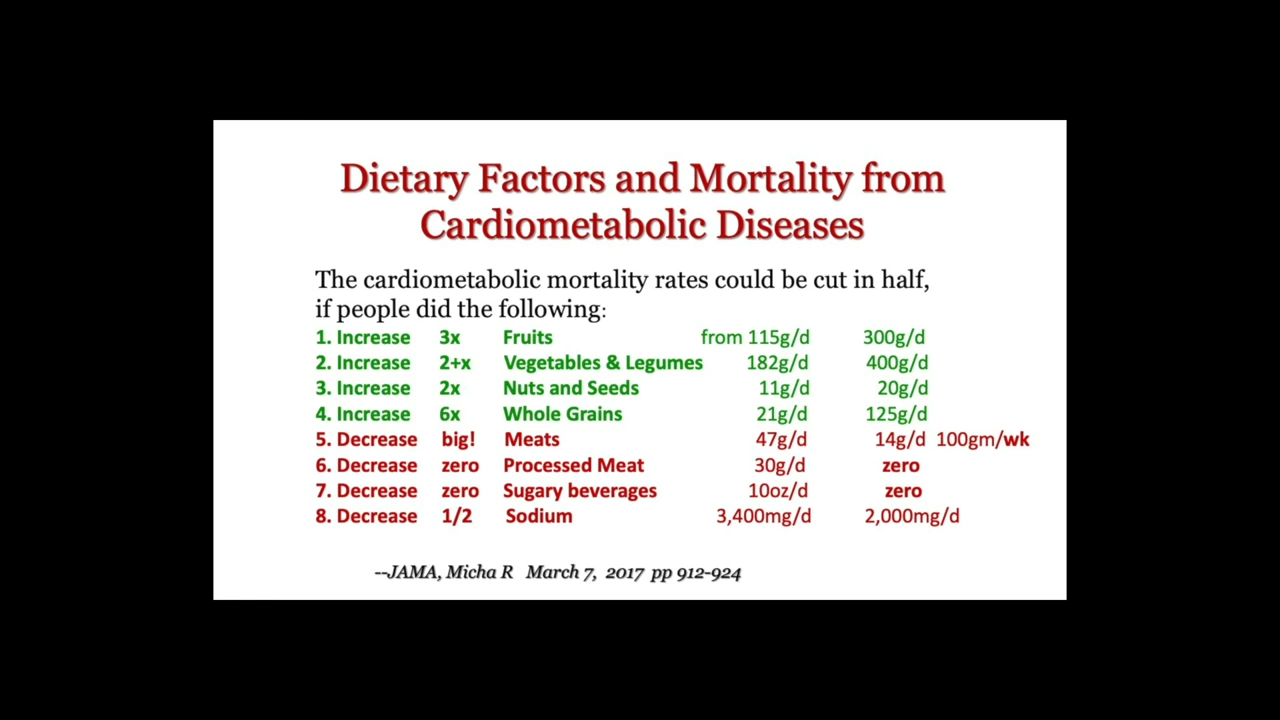 Dietary Factors and Mortality from
Cardiometabolic Diseases
The cardiometabolic mortality rates could be cut in half,
if people did the following:
1. Increase 3x Fruits from 115g/d 300g/d
2. Increase 2+x Vegetables & Legumes 182g/d 400g/d
3. Increase 2x Nuts and Seeds 11g/d 20g/d
4. Increase 6x Whole Grains 21g/d 125g/d
5. Decrease big! Meats 47g/d 14g/d 100gm/wk
6. Decrease zero Processed Meat 30g/d zero
7. Decrease zero Sugary beverages 10oz/d zero
8. Decrease 1/2 Sodium 3,400mg/d 2,000mg/d
--JAMA, Micha R March 7, 2017 pp 912-924